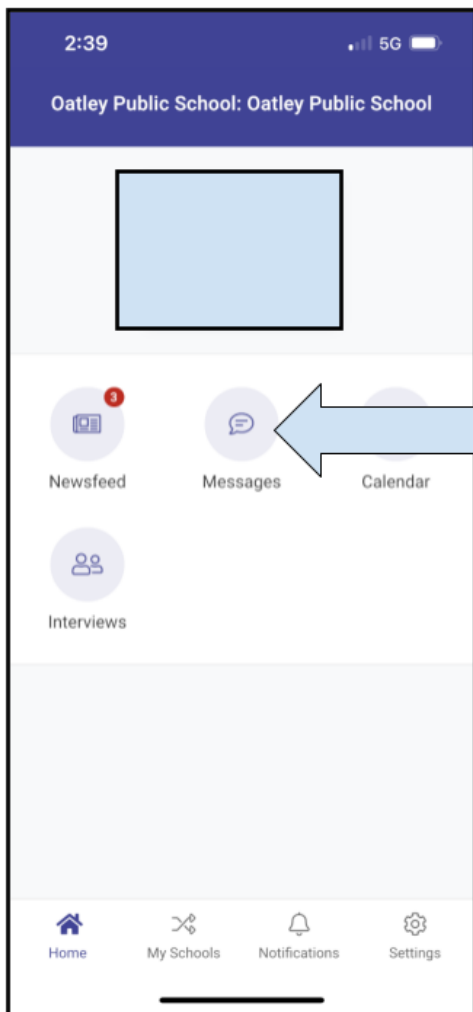 2:39 5G
Oatley Public School: Oatley Public School
3
Newsfeed Messages Calendar
Interviews
Home My Schools Notifications Settings